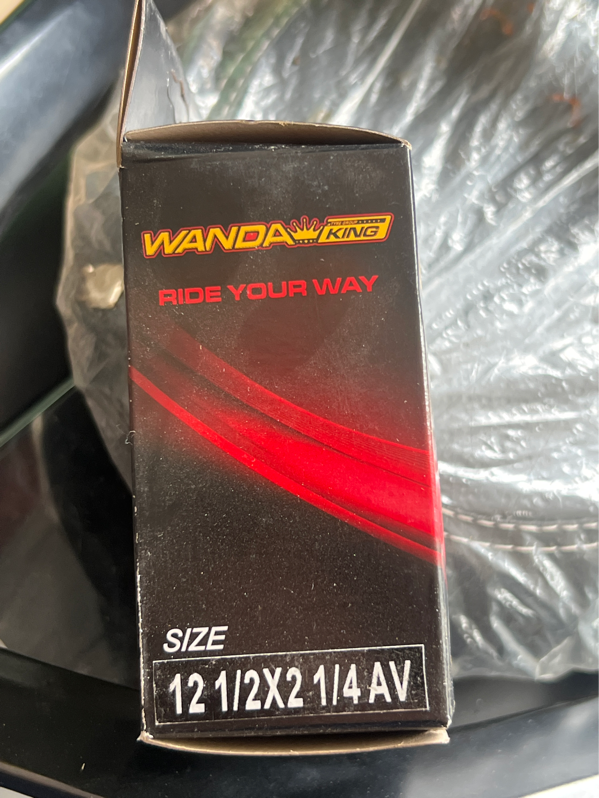 WANDA KING
RIDE YOUR WAY
SIZE
12 1/2X2 1/4 AV